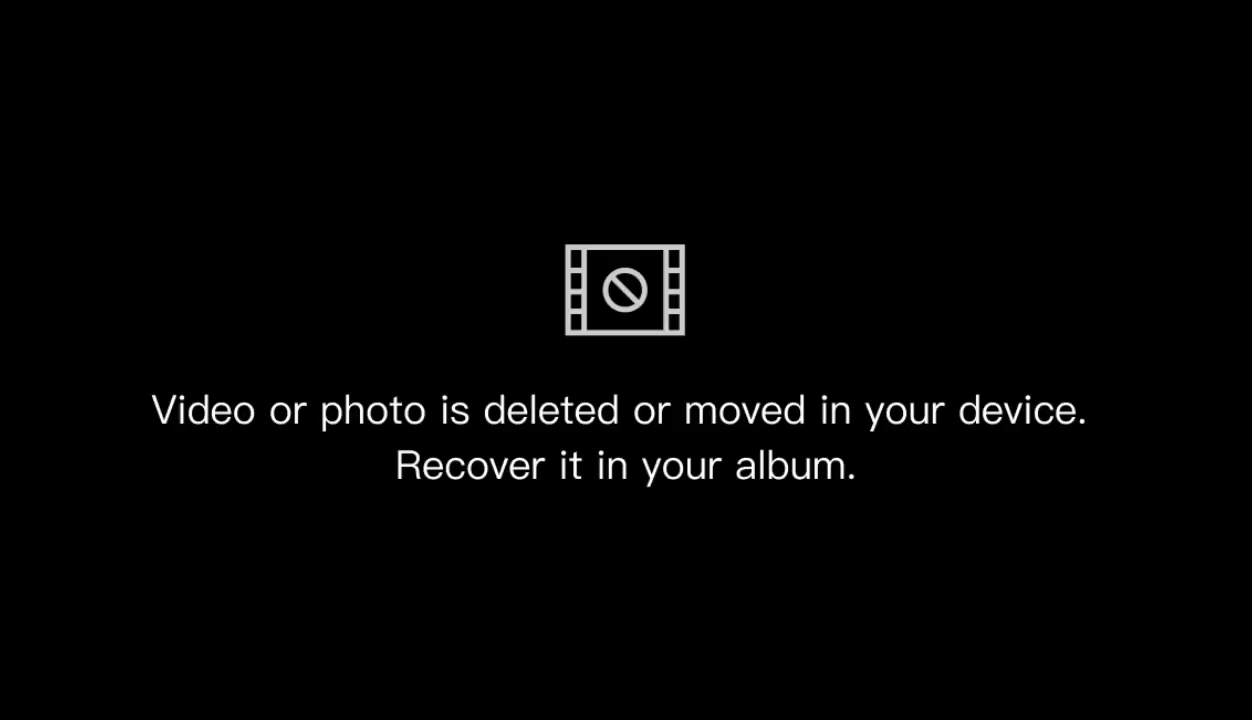 Video or photo is deleted or moved in your device.
Recover it in your album.